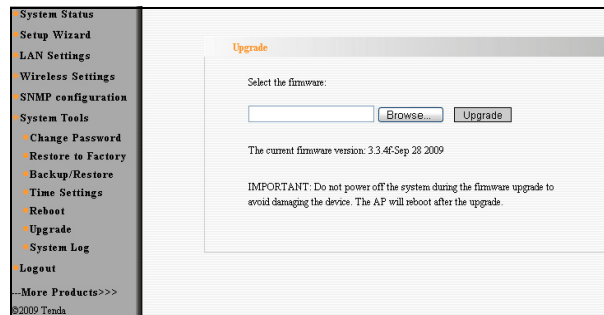 System Status
Setup Wizard
LAN Settings
Wireless Settings
SNMP configuration
System Tools
Change Password
Restore to Factory
Backup/Restore
Time Settings
Reboot
Upgrade
System Log
Logout
---More Products>>>
©2009 Tenda
Upgrade
Select the firmware:
Browse... Upgrade
The current firmware version: 3.3.4f-Sep 28 2009
IMPORTANT: Do not power off the system during the firmware upgrade to
avoid damaging the device. The AP will reboot after the upgrade.